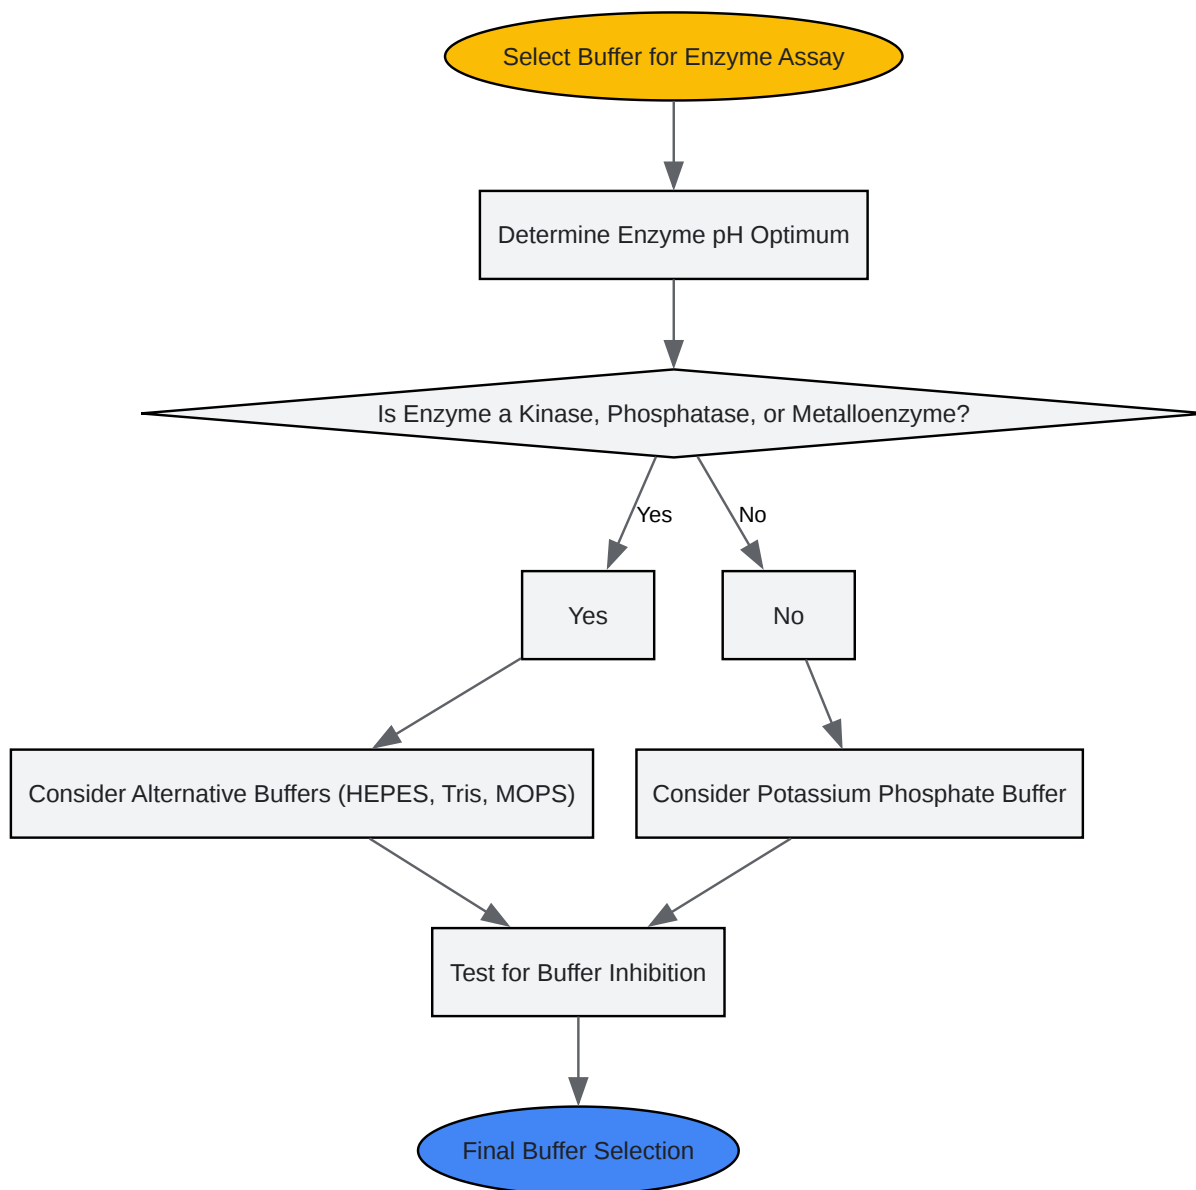 Select Buffer for Enzyme Assay
Determine Enzyme pH Optimum
Is Enzyme a Kinase, Phosphatase, or Metalloenzyme?
Yes
No
Yes
No
Consider Alternative Buffers (HEPES, Tris, MOPS)
Consider Potassium Phosphate Buffer
Test for Buffer Inhibition
Final Buffer Selection